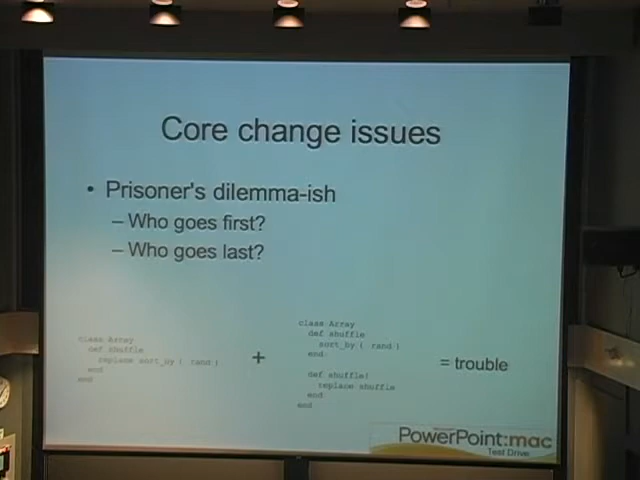 Core change issues
• Prisoner's dilemma-ish
– Who goes first?
– Who goes last?
class Array
def shuffle
replace sort_by { rand }
end
end
+
class Array
def shuffle
sort_by { rand }
end
def shuffle!
replace shuffle
end
end
= trouble
PowerPoint:mac
Test Drive